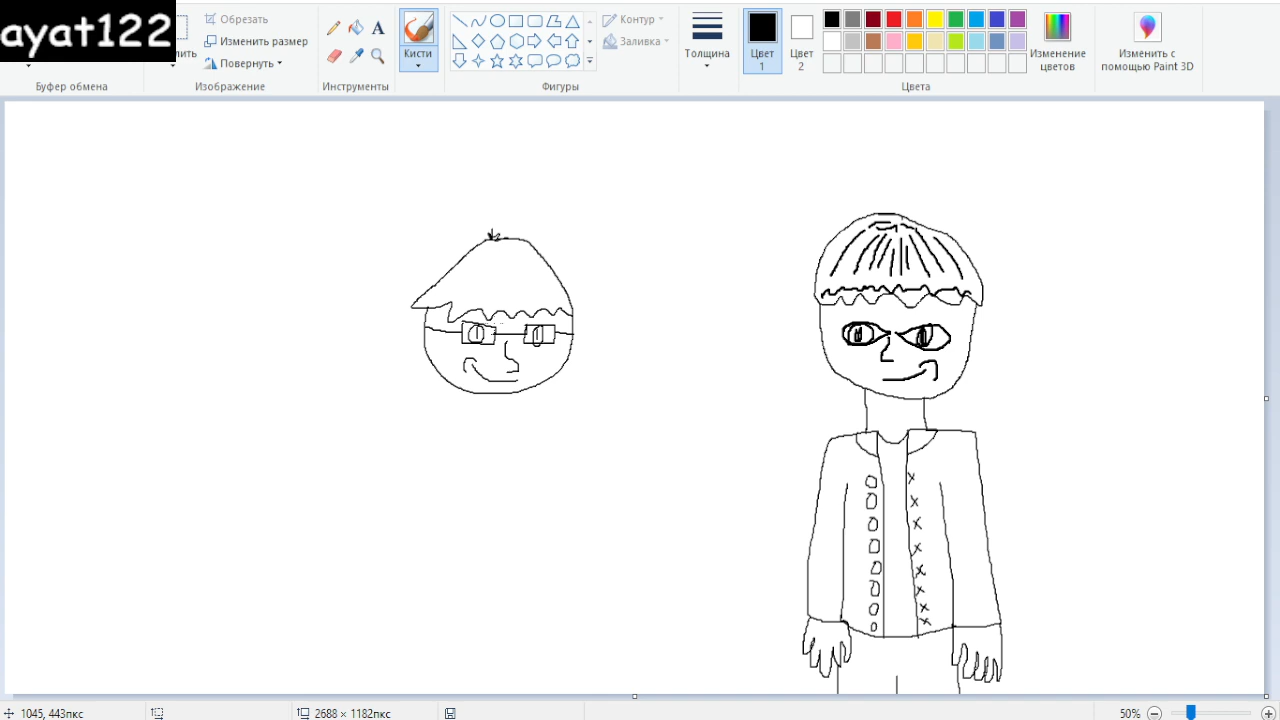 ayat122
Обрезать
Изменить размер
Повернуть
Контур
Заливка
Кисти
Толщина
Цвет
1
Цвет
2
Изменение
цветов
Изменить с
помощью Paint 3D
Буфер обмена
Изображение
Инструменты
Фигуры
Цвета
1045, 443пкс
2688 × 1182пкс
50%